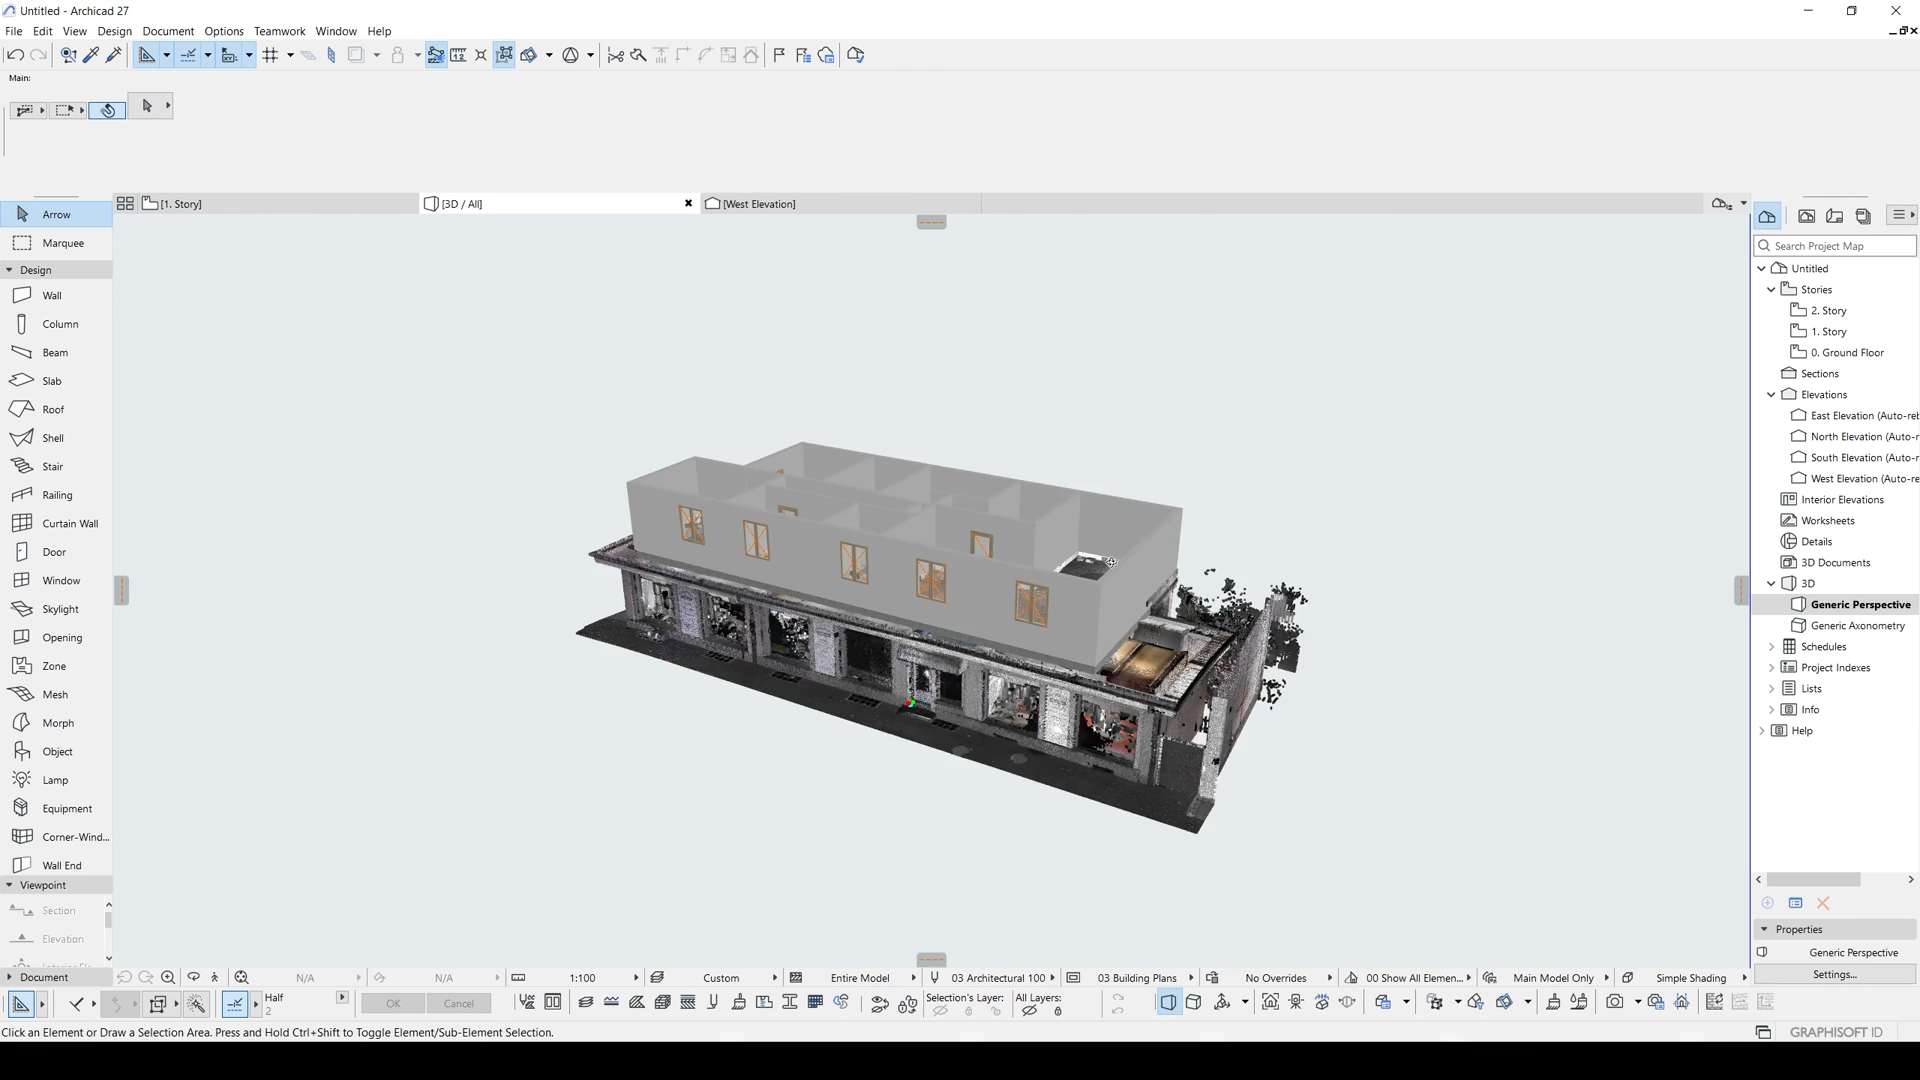 Untitled - Archicad 27
File Edit View Design Document Options Teamwork Window Help
Main:
[1. Story]
[3D / All]
[West Elevation]
Arrow
Marquee
Design
Wall
Column
Beam
Slab
Roof
Shell
Stair
Railing
Curtain Wall
Door
Window
Skylight
Opening
Zone
Mesh
Morph
Object
Lamp
Equipment
Corner-Wind...
Wall End
Viewpoint
Section
Elevation
Document
Search Project Map
Untitled
Stories
2. Story
1. Story
0. Ground Floor
Sections
Elevations
East Elevation (Auto-reb
North Elevation (Auto-r
South Elevation (Auto-re
West Elevation (Auto-re
Interior Elevations
Worksheets
Details
3D Documents
3D
Generic Perspective
Generic Axonometry
Schedules
Project Indexes
Lists
Info
Help
Properties
Generic Perspective
Settings...
N/A
N/A
1:100
Custom
Entire Model
03 Architectural 100
03 Building Plans
No Overrides
00 Show All Elemen...
Main Model Only
Simple Shading
Half
2
OK
Cancel
Selection's Layer:
All Layers:
Click an Element or Draw a Selection Area. Press and Hold Ctrl+Shift to Toggle Element/Sub-Element Selection.
GRAPHISOFT ID